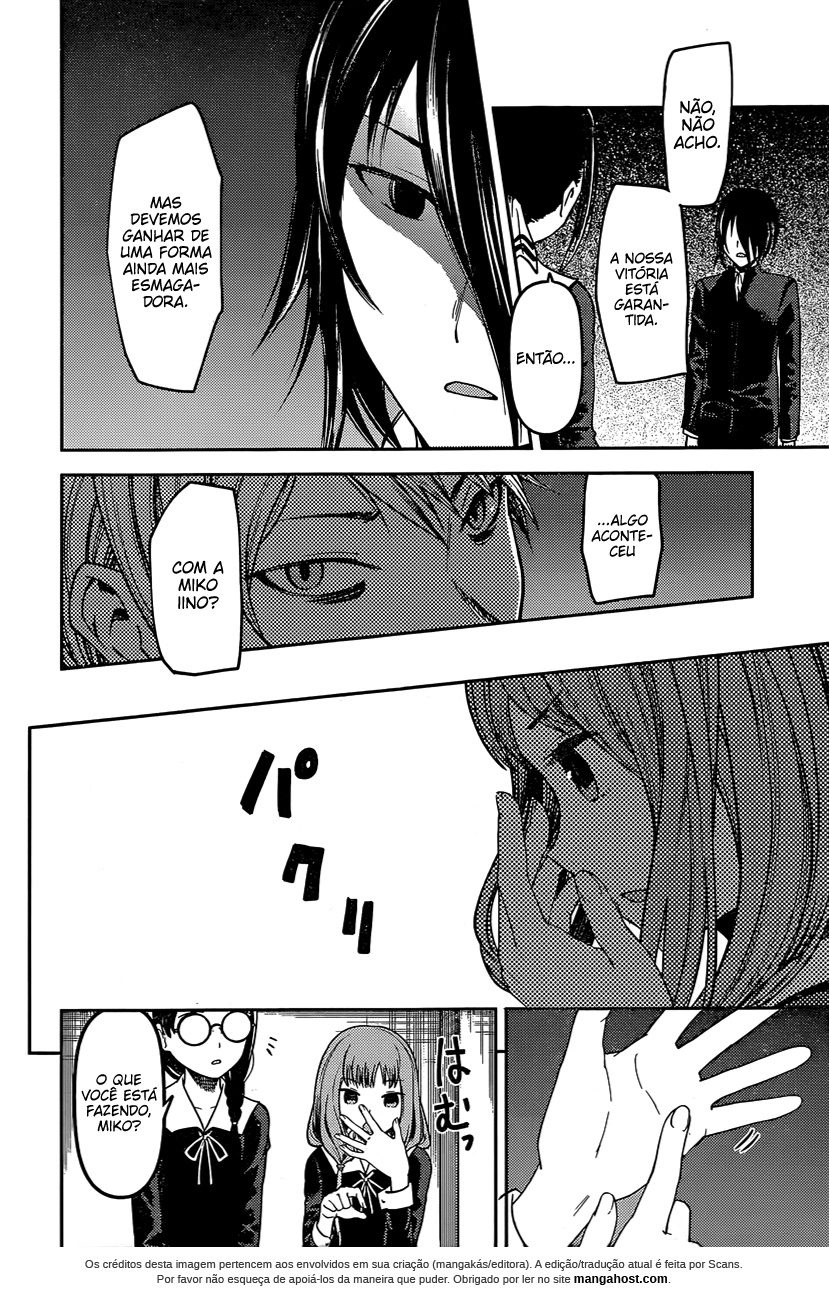 NÃO,
NÃO
ACHO.
A NOSSA
VITÓRIA
ESTÁ
GARAN-
TIDA.
ENTÃO...
MAS
DEVEMOS
GANHAR DE
UMA FORMA
AINDA MAIS
ESMAGA-
DORA.
...ALGO
ACONTE-
CEU
COM A
MIKO
IINO?
パクッ
はむっ
O QUE
VOCÊ ESTÁ
FAZENDO,
MIKO?
Os créditos desta imagem pertencem aos envolvidos em sua criação (mangakás/editora). A edição/tradução atual é feita por Scans.
Por favor não esqueça de apoiá-los da maneira que puder. Obrigado por ler no site mangahost.com.